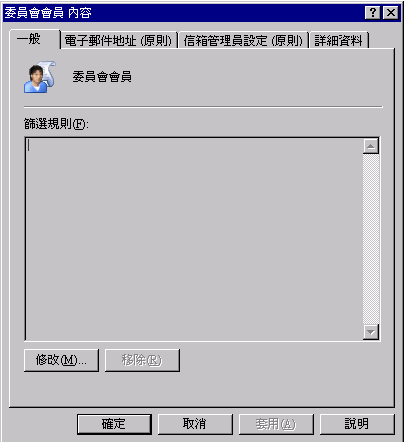 委員會會員 內容
一般 電子郵件地址 (原則) 信箱管理員設定 (原則) 詳細資料
委員會會員
篩選規則(F):
修改(M)... 移除(R)
確定 取消 套用(A) 說明